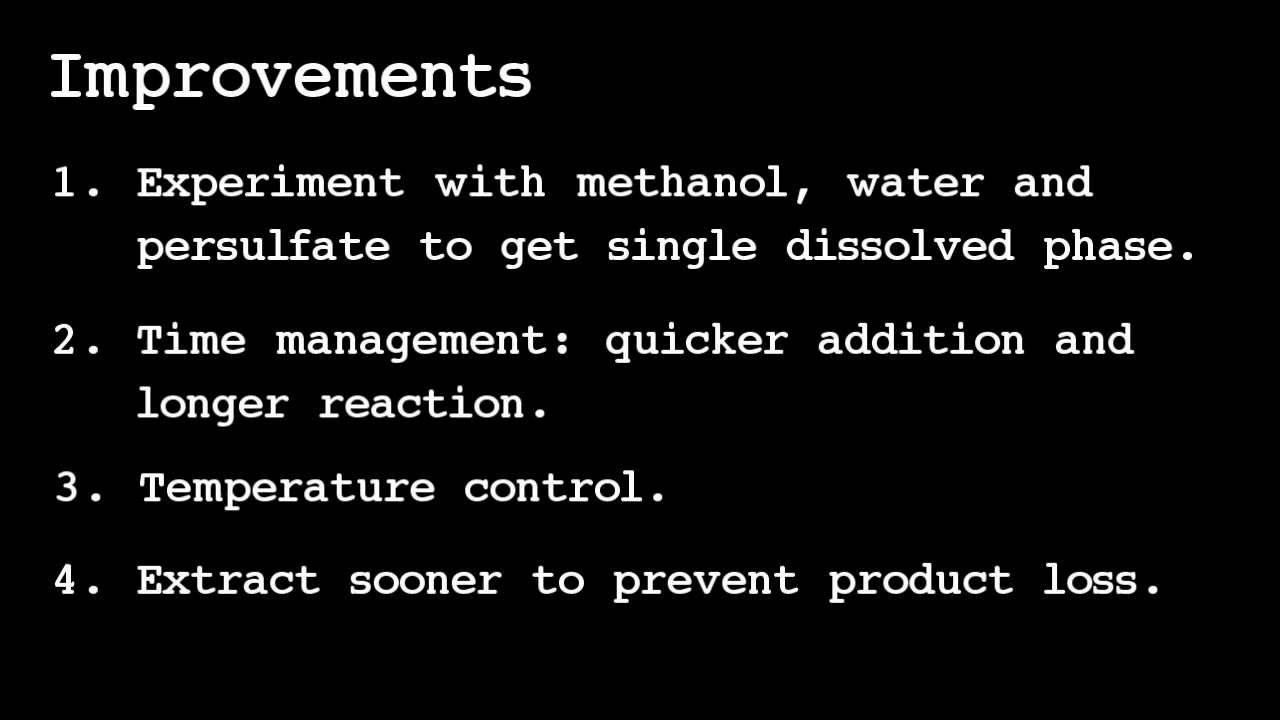 Improvements
1. Experiment with methanol, water and
persulfate to get single dissolved phase.
2. Time management: quicker addition and
longer reaction.
3. Temperature control.
4. Extract sooner to prevent product loss.